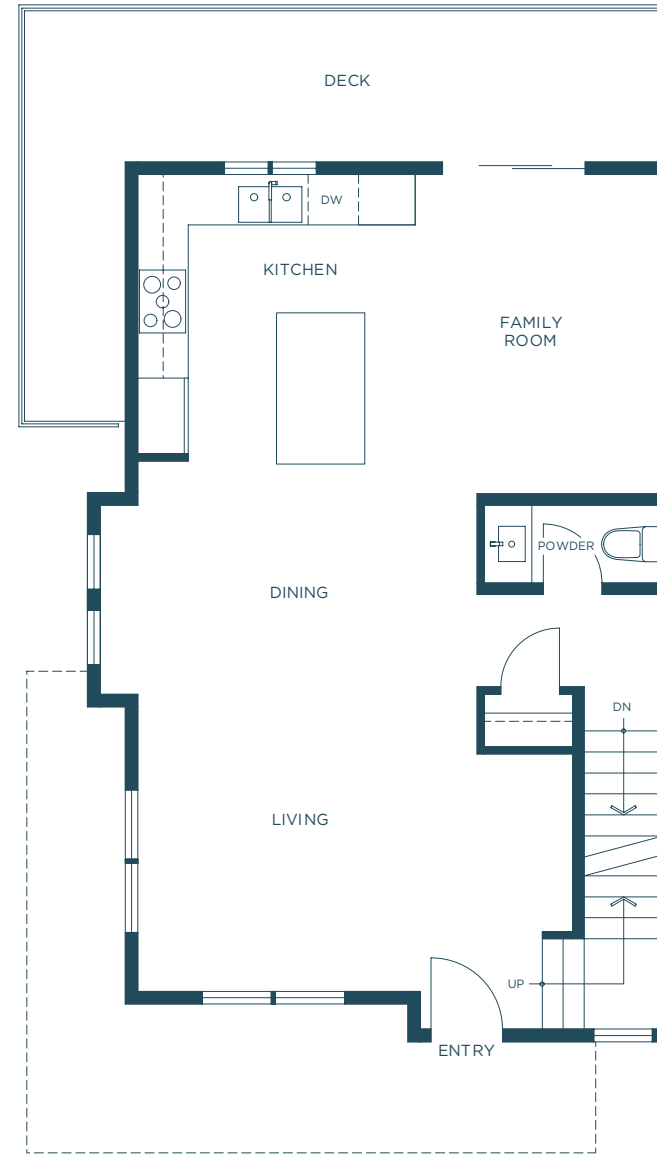 DECK
DW
KITCHEN
FAMILY
ROOM
POWDER
DINING
DN
LIVING
UP
ENTRY